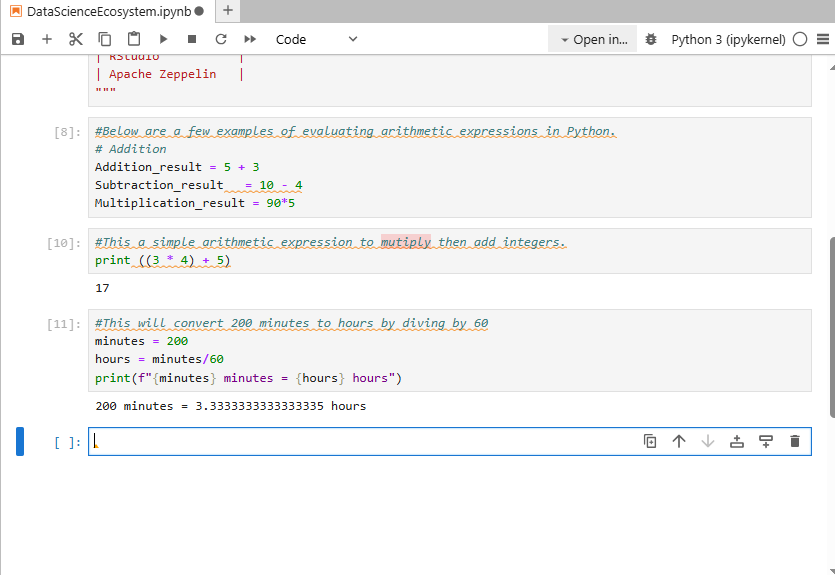 DataScienceEcosystem.ipynb
Code
Open in...
Python 3 (ipykernel)
| RStudio |
| Apache Zeppelin |
"""
[8]:
#Below are a few examples of evaluating arithmetic expressions in Python.
# Addition
Addition_result = 5 + 3
Subtraction_result   = 10 - 4
Multiplication_result = 90*5
[10]:
#This a simple arithmetic expression to mutiply then add integers.
print ((3 * 4) + 5)
17
[11]:
#This will convert 200 minutes to hours by diving by 60
minutes = 200
hours = minutes/60
print(f"{minutes} minutes = {hours} hours")
200 minutes = 3.3333333333333335 hours
[ ]: